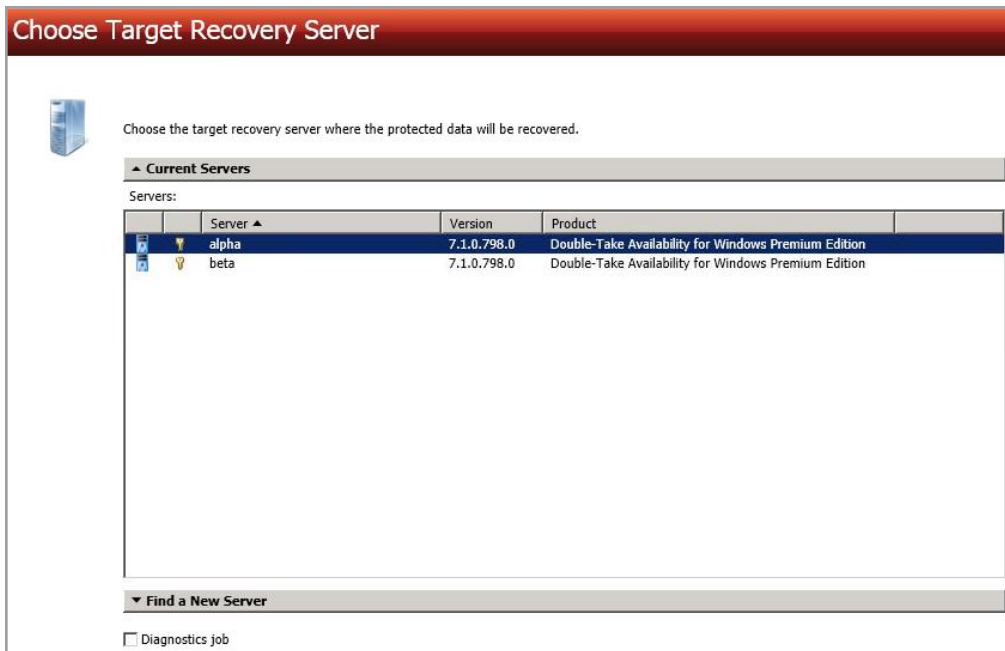 Choose Target Recovery Server
Choose the target recovery server where the protected data will be recovered.
Current Servers
Servers:
Server Version Product
alpha 7.1.0.798.0 Double-Take Availability for Windows Premium Edition
beta 7.1.0.798.0 Double-Take Availability for Windows Premium Edition
Find a New Server
Diagnostics job